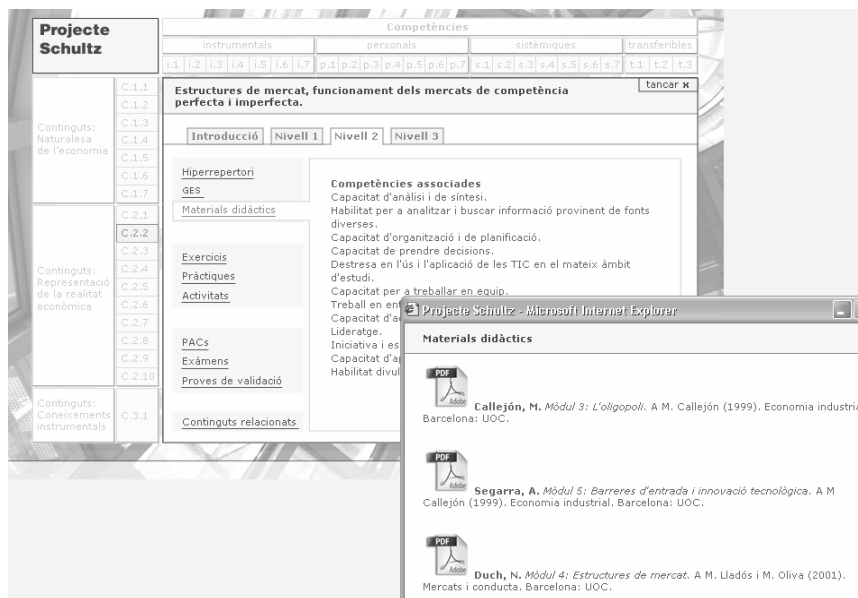 Projecte
Schultz
Competències
instrumentals
personals
sistèmiques
transferibles
i.1 i.2 i.3 i.4 i.5 i.6 i.7 p.1 p.2 p.3 p.4 p.5 p.6 p.7 s.1 s.2 s.3 s.4 s.5 s.6 s.7 t.1 t.2 t.3
Continguts:
Naturalesa
de l'economia
C.1.1
C.1.2
C.1.3
C.1.4
C.1.5
C.1.6
C.1.7
Continguts:
Representació
de la realitat
econòmica
C.2.1
C.2.2
C.2.3
C.2.4
C.2.5
C.2.6
C.2.7
C.2.8
C.2.9
C.2.10
Continguts:
Coneixements
instrumentals
C.3.1
Estructures de mercat, funcionament dels mercats de competència
perfecta i imperfecta.
tancar x
Introducció Nivell 1 Nivell 2 Nivell 3
Hiperrepertori
GES
Materials didàctics
Exercicis
Pràctiques
Activitats
PACs
Exàmens
Proves de validació
Continguts relacionats
Competències associades
Capacitat d'anàlisi i de síntesi.
Habilitat per a analitzar i buscar informació provinent de fonts
diverses.
Capacitat d'organització i de planificació.
Capacitat de prendre decisions.
Destresa en l'ús i l'aplicació de les TIC en el mateix àmbit
d'estudi.
Capacitat per a treballar en equip.
Treball en en
Capacitat d'a
Lideratge.
Iniciativa i es
Capacitat d'a
Habilitat divul
Projecte Schultz - Microsoft Internet Explorer
Materials didàctics
PDF
Adobe
Callejón, M. Mòdul 3: L'oligopoli. A M. Callejón (1999). Economia industria
Barcelona: UOC.
PDF
Adobe
Segarra, A. Mòdul 5: Barreres d'entrada i innovació tecnològica. A M
Callejón (1999). Economia industrial. Barcelona: UOC.
PDF
Adobe
Duch, N. Mòdul 4: Estructures de mercat. A M. Lladós i M. Oliva (2001).
Mercats i conducta. Barcelona: UOC.